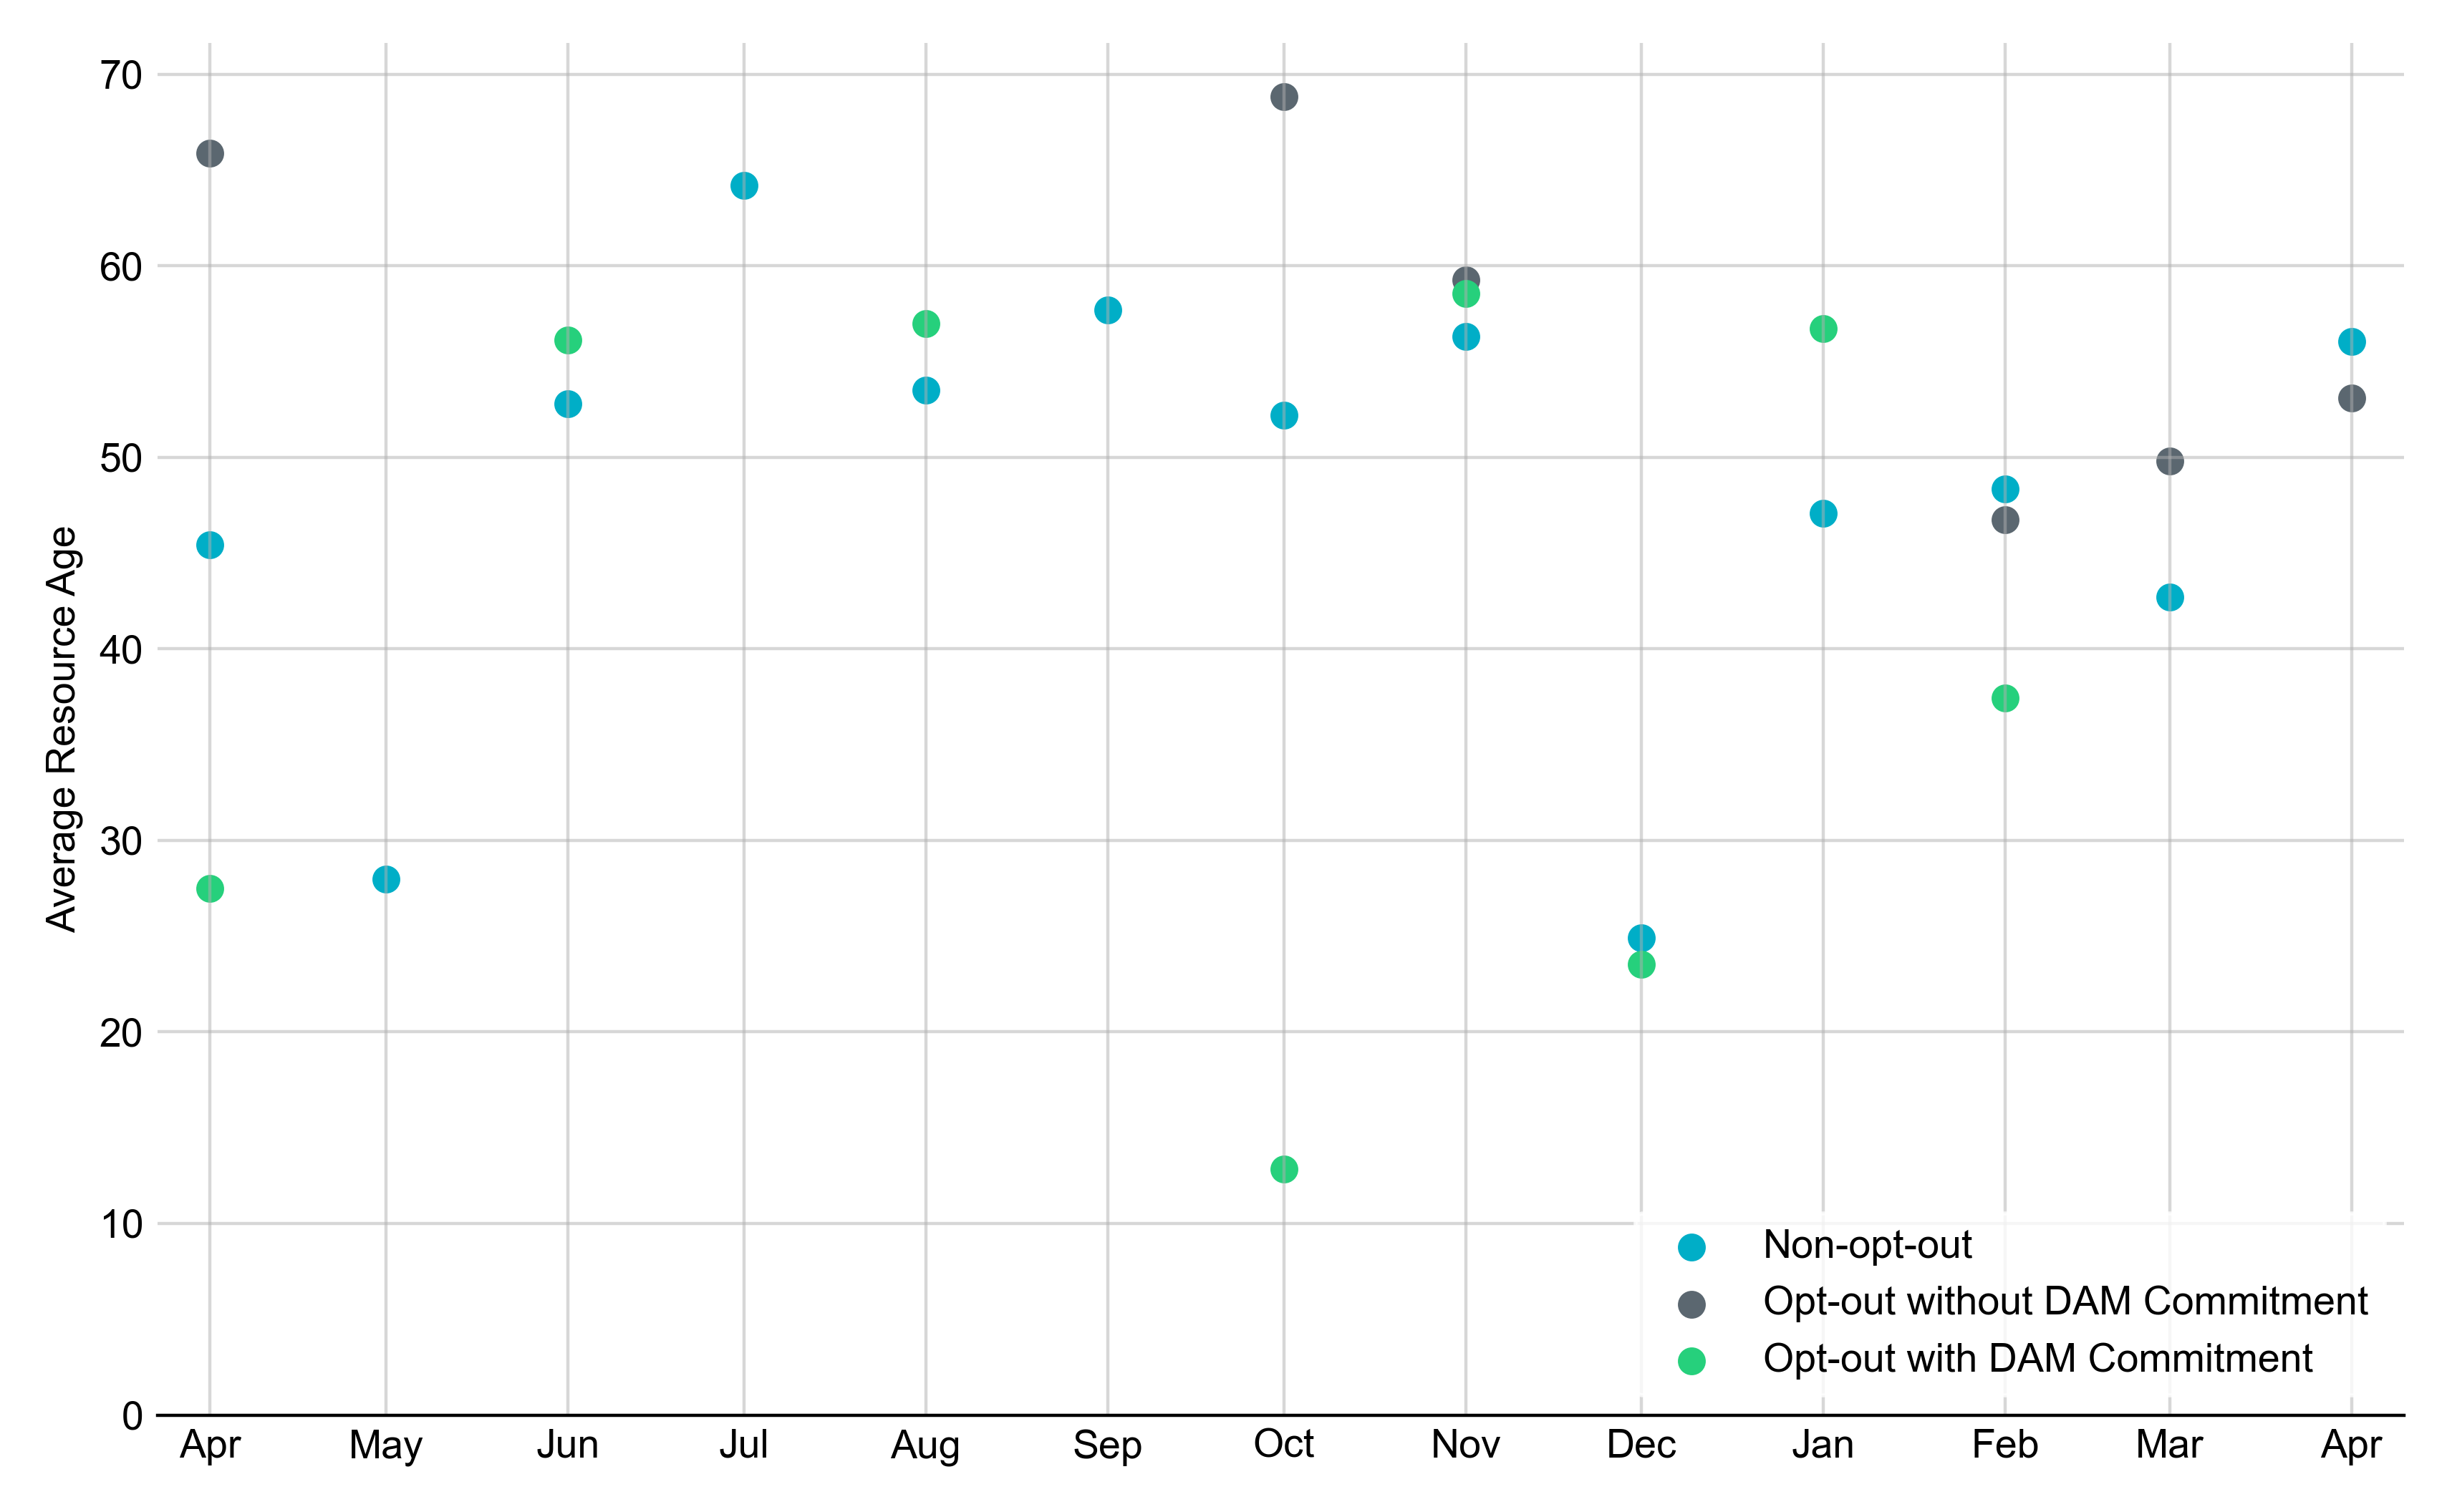 Average Resource Age
70
60
50
40
30
20
10
0
Apr May Jun Jul Aug Sep Oct Nov Dec Jan Feb Mar Apr
Non-opt-out
Opt-out without DAM Commitment
Opt-out with DAM Commitment